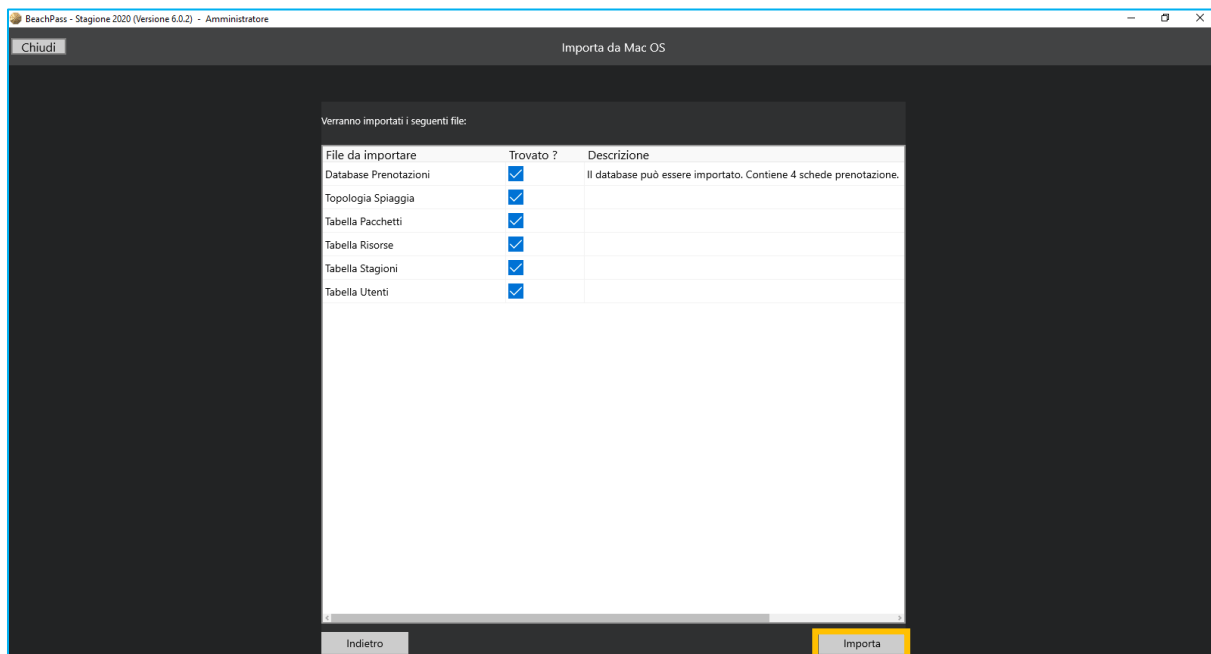 BeachPass - Stagione 2020 (Versione 6.0.2) - Amministratore
Chiudi
Importa da Mac OS
Verranno importati i seguenti file:
File da importare Trovato ? Descrizione
Database Prenotazioni Il database può essere importato. Contiene 4 schede prenotazione.
Topologia Spiaggia
Tabella Pacchetti
Tabella Risorse
Tabella Stagioni
Tabella Utenti
Indietro Importa